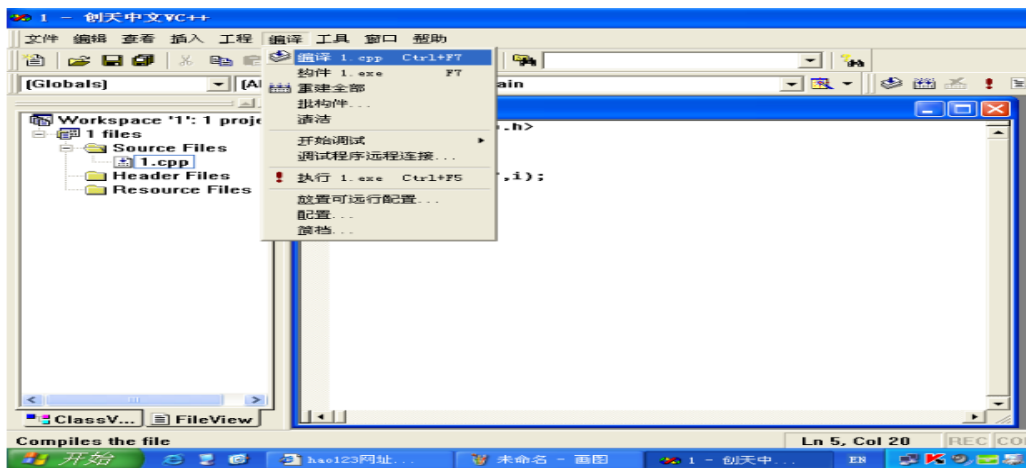 1 - 创天中文VC++
文件 编辑 查看 插入 工程 编译 工具 窗口 帮助
编译 1.cpp Ctrl+F7
构件 1.exe F7
[Globals]
[Al
ain
重建全部
批构件...
清洁
Workspace '1': 1 proje
.h>
1 files
开始调试
Source Files
调试程序远程连接...
1.cpp
Header Files
执行 1.exe Ctrl+F5
,i);
Resource Files
放置可运行配置...
配置...
简档...
ClassV...
FileView
Compiles the file
Ln 5, Col 20
REC
COL
开始
hao123网址...
未命名 - 画图
1 - 创天中...
EN